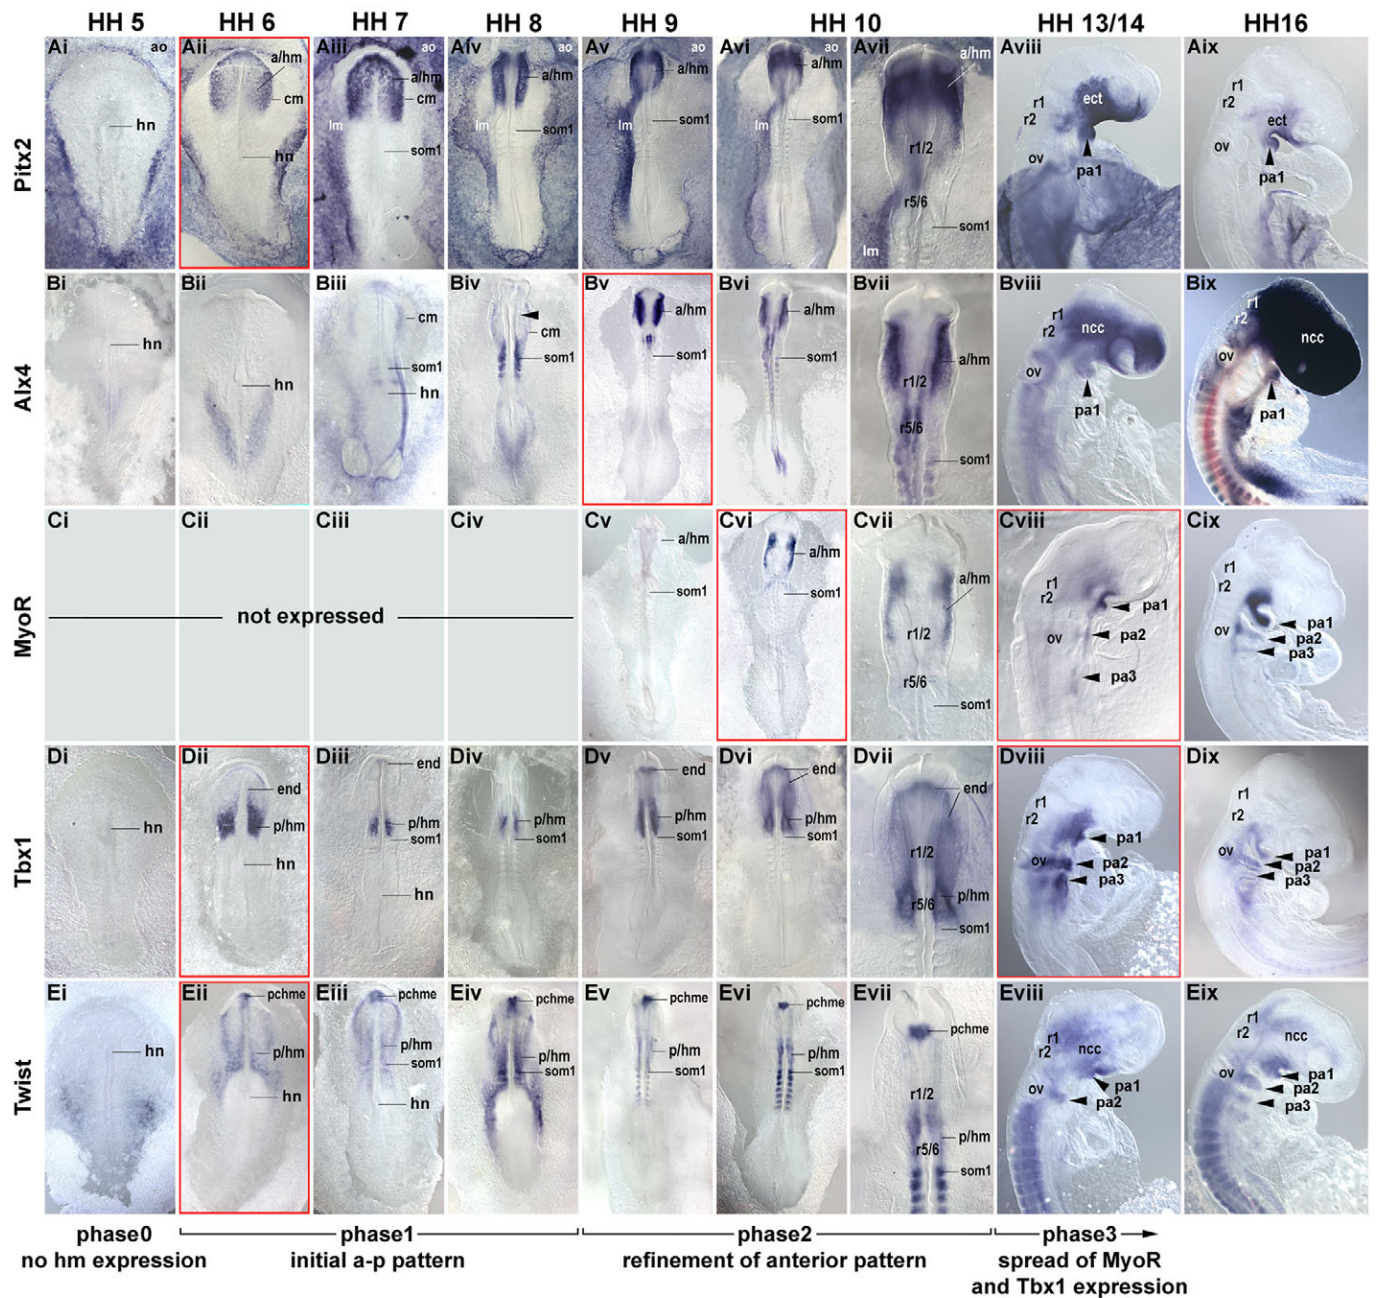 HH 5 HH 6 HH 7 HH 8 HH 9 HH 10 HH 13/14 HH16
Pitx2
Ai ao hn
Aii a/hm cm hn
Aiii ao a/hm cm lm som1
Aiv ao a/hm lm som1
Av ao a/hm lm som1
Avi ao a/hm lm som1
Avii a/hm r1/2 r5/6 som1 lm
Aviii r1 r2 ect ov pa1
Aix r1 r2 ect ov pa1
Alx4
Bi hn
Bii hn
Biii cm som1 hn
Biv cm som1
Bv a/hm som1
Bvi a/hm som1
Bvii a/hm r1/2 r5/6 som1
Bviii r1 r2 ncc ov pa1
Bix r1 r2 ncc ov pa1
MyoR
Ci Cii Ciii Civ
not expressed
Cv a/hm som1
Cvi a/hm som1
Cvii a/hm r1/2 r5/6 som1
Cviii r1 r2 pa1 ov pa2 pa3
Cix r1 r2 ov pa1 pa2 pa3
Tbx1
Di hn
Dii end p/hm hn
Diii end p/hm som1 hn
Div p/hm som1
Dv end p/hm som1
Dvi end p/hm som1
Dvii end r1/2 p/hm r5/6 som1
Dviii r1 r2 pa1 ov pa2 pa3
Dix r1 r2 ov pa1 pa2 pa3
Twist
Ei hn
Eii pchme p/hm hn
Eiii pchme p/hm som1 hn
Eiv pchme p/hm som1
Ev pchme p/hm som1
Evi pchme p/hm som1
Evii pchme r1/2 p/hm r5/6 som1
Eviii r1 r2 ncc ov pa1 pa2
Eix r1 r2 ncc ov pa1 pa2 pa3
phase0 phase1 phase2 phase3
no hm expression initial a-p pattern refinement of anterior pattern spread of MyoR
and Tbx1 expression